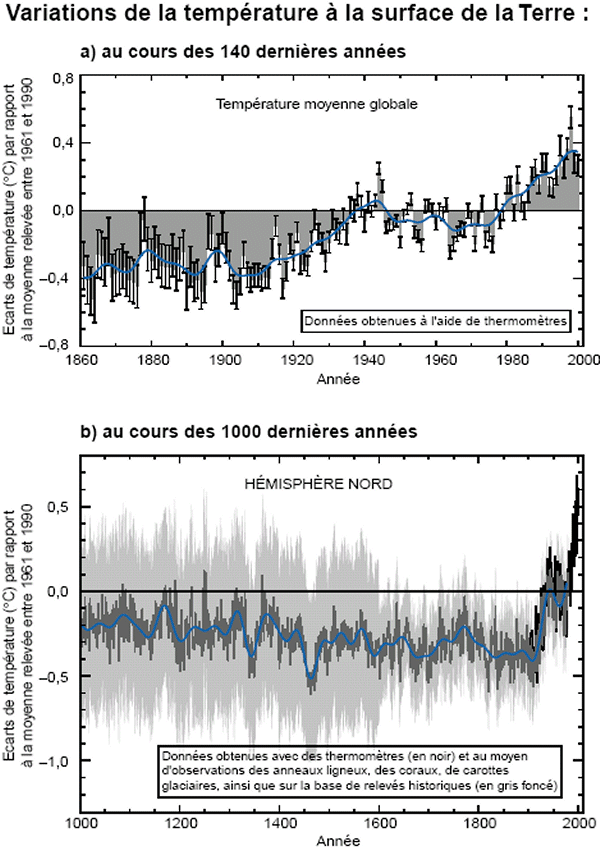 Variations de la température à la surface de la Terre :
a) au cours des 140 dernières années
Température moyenne globale
Ecarts de température (°C) par rapport
à la moyenne relevée entre 1961 et 1990
0,8
0,4
0,0
–0,4
–0,8
Données obtenues à l'aide de thermomètres
1860 1880 1900 1920 1940 1960 1980 2000
Année
b) au cours des 1000 dernières années
HÉMISPHÈRE NORD
Ecarts de température (°C) par rapport
à la moyenne relevée entre 1961 et 1990
0,5
0,0
–0,5
–1,0
Données obtenues avec des thermomètres (en noir) et au moyen
d'observations des anneaux ligneux, des coraux, de carottes
glaciaires, ainsi que sur la base de relevés historiques (en gris foncé)
1000 1200 1400 1600 1800 2000
Année